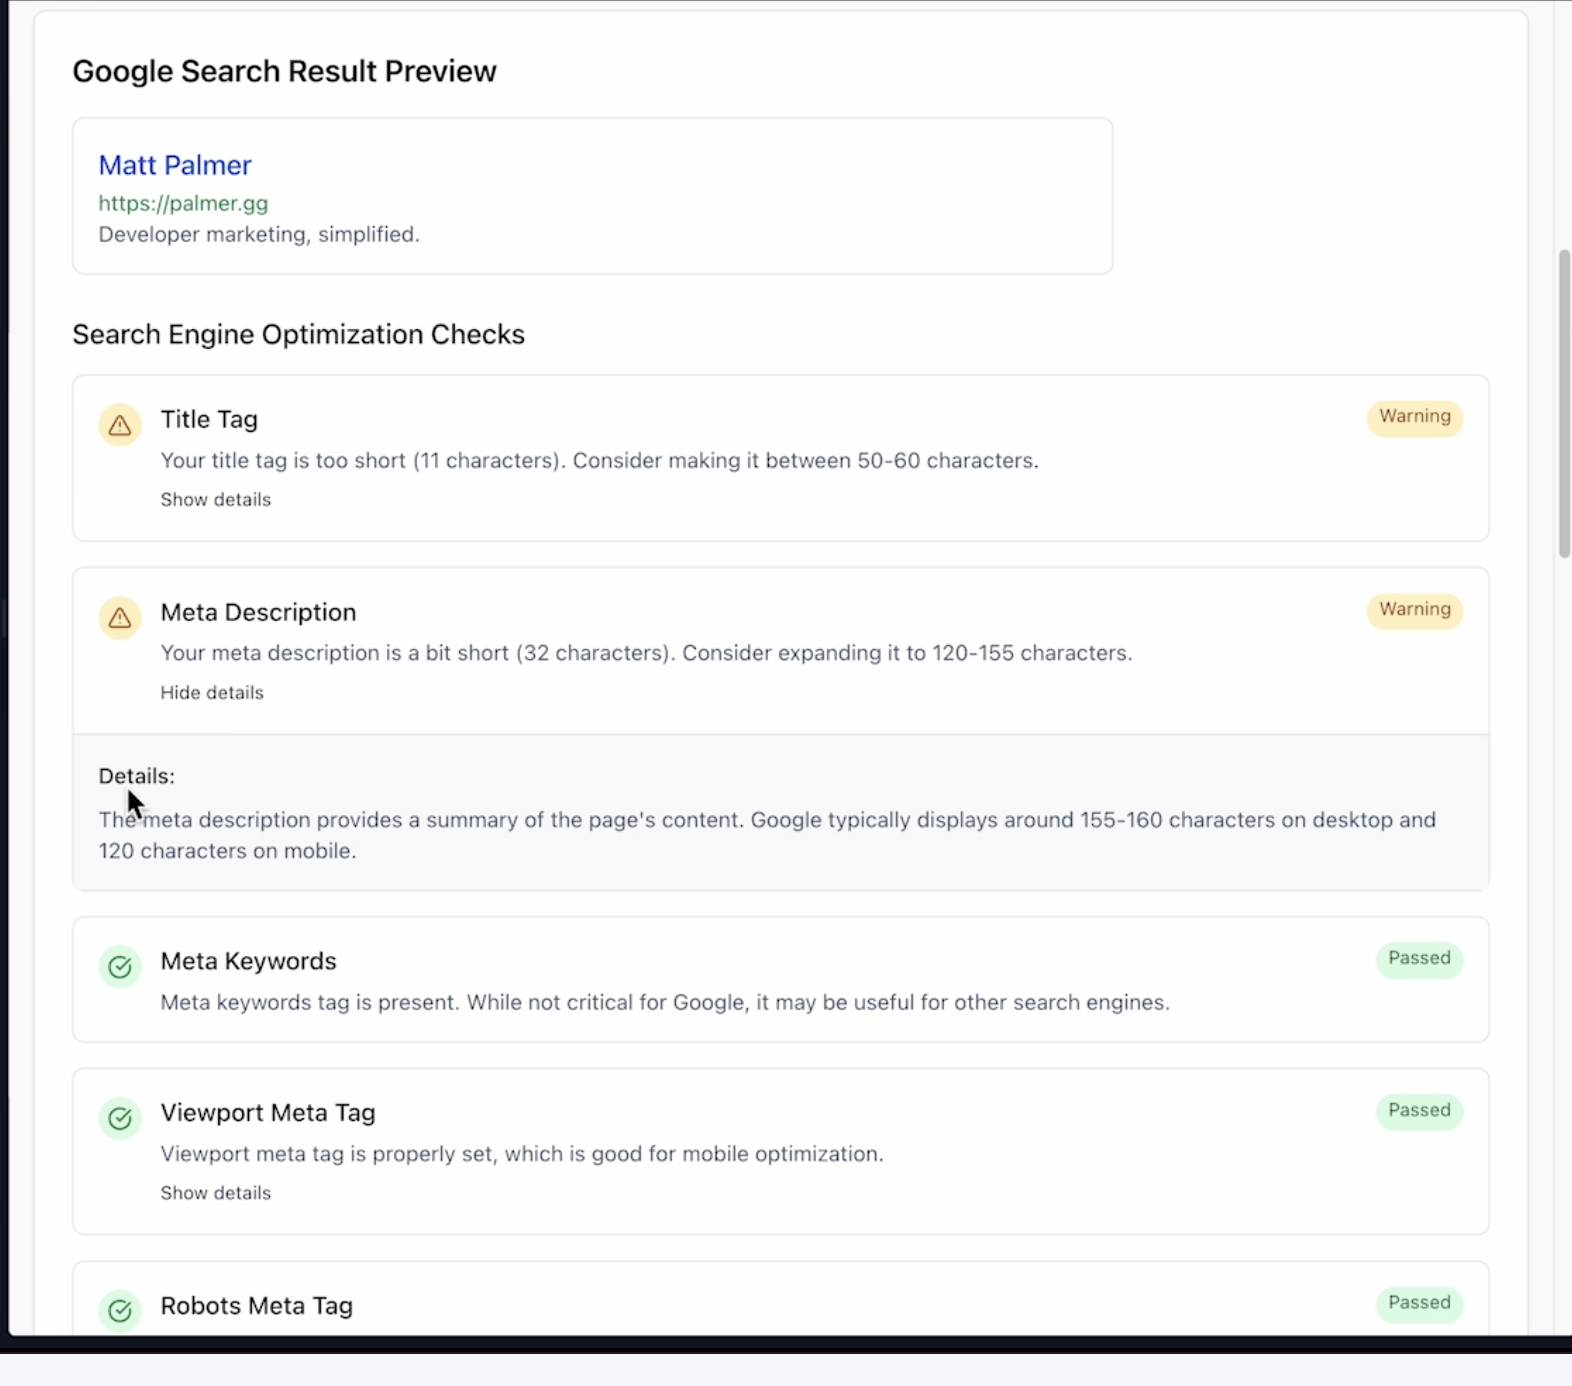 Google Search Result Preview
Matt Palmer
https://palmer.gg
Developer marketing, simplified.
Search Engine Optimization Checks
Title Tag
Warning
Your title tag is too short (11 characters). Consider making it between 50-60 characters.
Show details
Meta Description
Warning
Your meta description is a bit short (32 characters). Consider expanding it to 120-155 characters.
Hide details
Details:
The meta description provides a summary of the page's content. Google typically displays around 155-160 characters on desktop and
120 characters on mobile.
Meta Keywords
Passed
Meta keywords tag is present. While not critical for Google, it may be useful for other search engines.
Viewport Meta Tag
Passed
Viewport meta tag is properly set, which is good for mobile optimization.
Show details
Robots Meta Tag
Passed